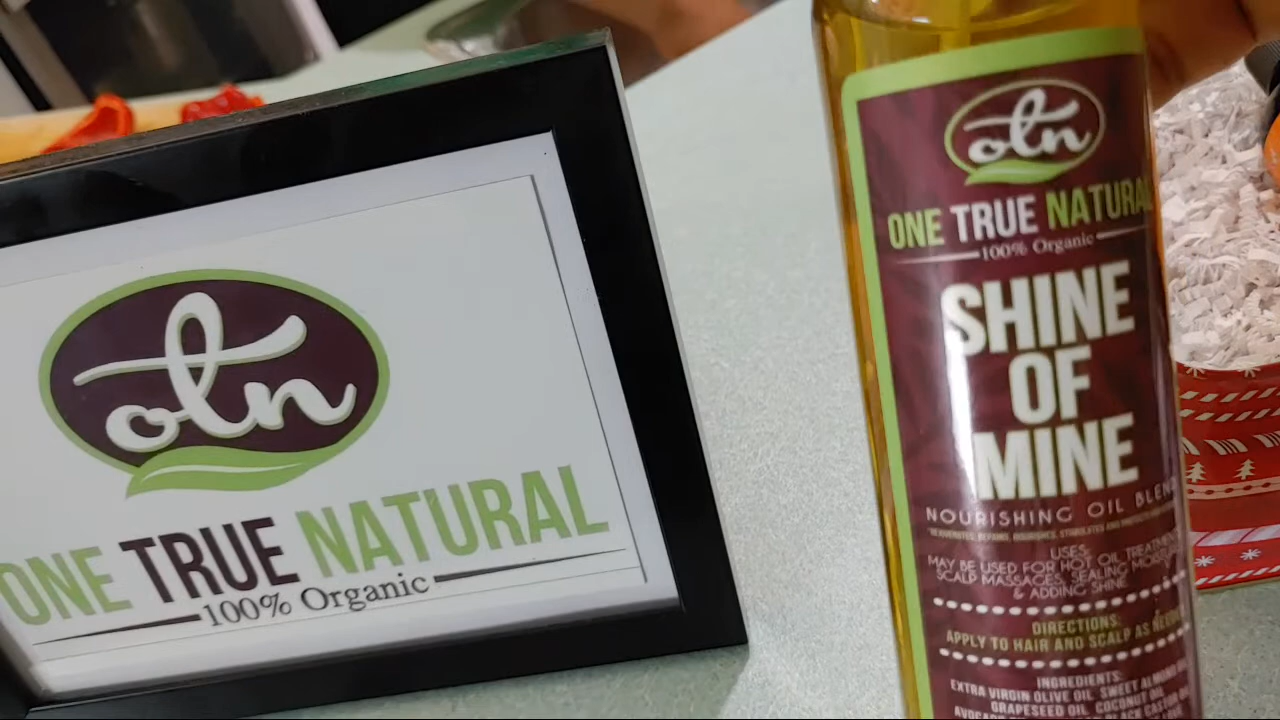 otn
ONE TRUE NATURAL
100% Organic
otn
ONE TRUE NATURAL
100% Organic
SHINE
OF
MINE
NOURISHING OIL BLEND
USES:
MAY BE USED FOR HOT OIL TREATMENT
SCALP MASSAGES, SEALING
& ADDING SHINE
DIRECTIONS:
APPLY TO HAIR AND SCALP AS
INGREDIENTS:
EXTRA VIRGIN OLIVE OIL, SWEET ALMOND
GRAPESEED OIL, COCONUT OIL,